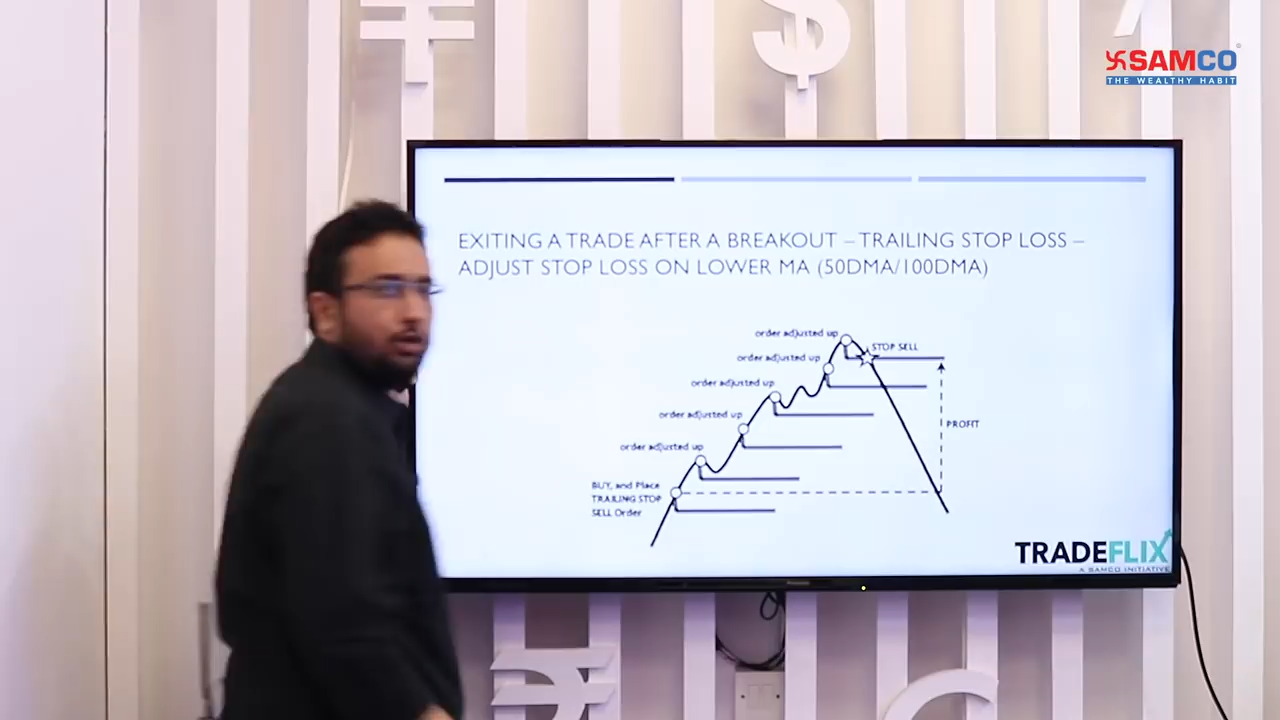 SAMCO
THE WEALTHY HABIT
EXITING A TRADE AFTER A BREAKOUT – TRAILING STOP LOSS –
ADJUST STOP LOSS ON LOWER MA (50DMA/100DMA)
order adjusted up
STOP SELL
order adjusted up
order adjusted up
order adjusted up
PROFIT
order adjusted up
BUY, and Place
TRAILING STOP
SELL Order
TRADEFLIX
A SAMCO INITIATIVE